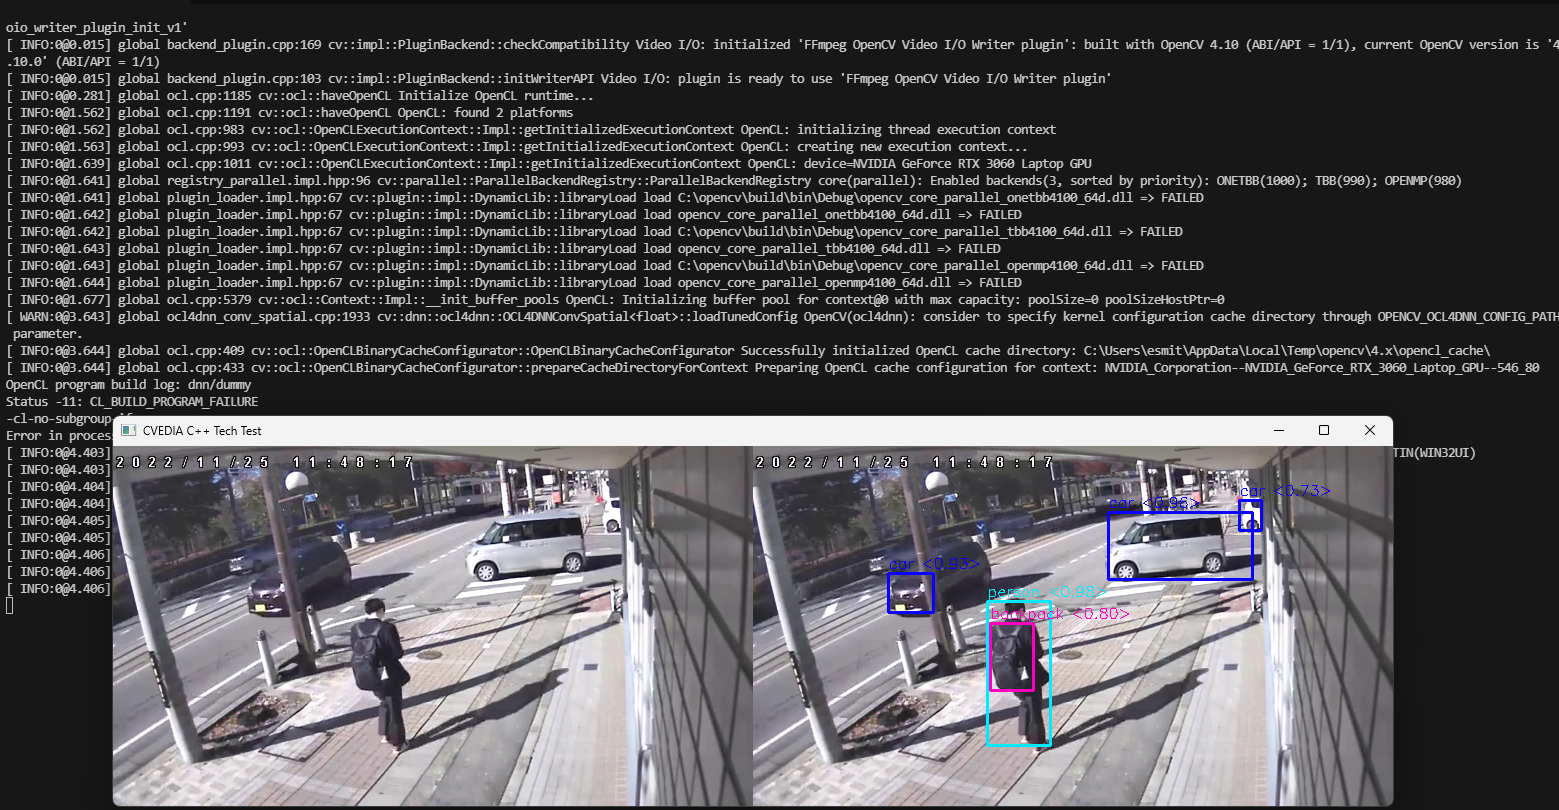 oio_writer_plugin_init_v1'
[ INFO:0@0.015] global backend_plugin.cpp:169 cv::impl::PluginBackend::checkCompatibility Video I/O: initialized 'FFmpeg OpenCV Video I/O Writer plugin': built with OpenCV 4.10 (ABI/API = 1/1), current OpenCV version is '4
.10.0' (ABI/API = 1/1)
[ INFO:0@0.015] global backend_plugin.cpp:103 cv::impl::PluginBackend::initWriterAPI Video I/O: plugin is ready to use 'FFmpeg OpenCV Video I/O Writer plugin'
[ INFO:0@0.281] global ocl.cpp:1185 cv::ocl::haveOpenCL Initialize OpenCL runtime...
[ INFO:0@1.562] global ocl.cpp:1191 cv::ocl::haveOpenCL OpenCL: found 2 platforms
[ INFO:0@1.562] global ocl.cpp:983 cv::ocl::OpenCLExecutionContext::Impl::getInitializedExecutionContext OpenCL: initializing thread execution context
[ INFO:0@1.563] global ocl.cpp:993 cv::ocl::OpenCLExecutionContext::Impl::getInitializedExecutionContext OpenCL: creating new execution context...
[ INFO:0@1.639] global ocl.cpp:1011 cv::ocl::OpenCLExecutionContext::Impl::getInitializedExecutionContext OpenCL: device=NVIDIA GeForce RTX 3060 Laptop GPU
[ INFO:0@1.641] global registry_parallel.impl.hpp:96 cv::parallel::ParallelBackendRegistry::ParallelBackendRegistry core(parallel): Enabled backends(3, sorted by priority): ONETBB(1000); TBB(990); OPENMP(980)
[ INFO:0@1.641] global plugin_loader.impl.hpp:67 cv::plugin::impl::DynamicLib::libraryLoad load C:\opencv\build\bin\Debug\opencv_core_parallel_onetbb4100_64d.dll => FAILED
[ INFO:0@1.642] global plugin_loader.impl.hpp:67 cv::plugin::impl::DynamicLib::libraryLoad load opencv_core_parallel_onetbb4100_64d.dll => FAILED
[ INFO:0@1.642] global plugin_loader.impl.hpp:67 cv::plugin::impl::DynamicLib::libraryLoad load C:\opencv\build\bin\Debug\opencv_core_parallel_tbb4100_64d.dll => FAILED
[ INFO:0@1.643] global plugin_loader.impl.hpp:67 cv::plugin::impl::DynamicLib::libraryLoad load opencv_core_parallel_tbb4100_64d.dll => FAILED
[ INFO:0@1.643] global plugin_loader.impl.hpp:67 cv::plugin::impl::DynamicLib::libraryLoad load C:\opencv\build\bin\Debug\opencv_core_parallel_openmp4100_64d.dll => FAILED
[ INFO:0@1.644] global plugin_loader.impl.hpp:67 cv::plugin::impl::DynamicLib::libraryLoad load opencv_core_parallel_openmp4100_64d.dll => FAILED
[ INFO:0@1.677] global ocl.cpp:5379 cv::ocl::Context::Impl::__init_buffer_pools OpenCL: Initializing buffer pool for context@0 with max capacity: poolSize=0 poolSizeHostPtr=0
[ WARN:0@3.643] global ocl4dnn_conv_spatial.cpp:1933 cv::dnn::ocl4dnn::OCL4DNNConvSpatial<float>::loadTunedConfig OpenCV(ocl4dnn): consider to specify kernel configuration cache directory through OPENCV_OCL4DNN_CONFIG_PATH
parameter.
[ INFO:0@3.644] global ocl.cpp:409 cv::ocl::OpenCLBinaryCacheConfigurator::OpenCLBinaryCacheConfigurator Successfully initialized OpenCL cache directory: C:\Users\esmit\AppData\Local\Temp\opencv\4.x\opencl_cache\
[ INFO:0@3.644] global ocl.cpp:433 cv::ocl::OpenCLBinaryCacheConfigurator::prepareCacheDirectoryForContext Preparing OpenCL cache configuration for context: NVIDIA_Corporation--NVIDIA_GeForce_RTX_3060_Laptop_GPU--546_80
OpenCL program build log: dnn/dummy
Status -11: CL_BUILD_PROGRAM_FAILURE
-cl-no-subgroup
Error in proces
CVEDIA C++ Tech Test
[ INFO:0@4.403] TIN(WIN32UI)
[ INFO:0@4.403]
[ INFO:0@4.404]
[ INFO:0@4.404]
[ INFO:0@4.405]
[ INFO:0@4.405]
[ INFO:0@4.406]
[ INFO:0@4.406]
[ INFO:0@4.406]
2022/11/25 11:48:17
2022/11/25 11:48:17
car <0.73>
car <0.98>
car <0.93>
person <0.98>
backpack <0.80>